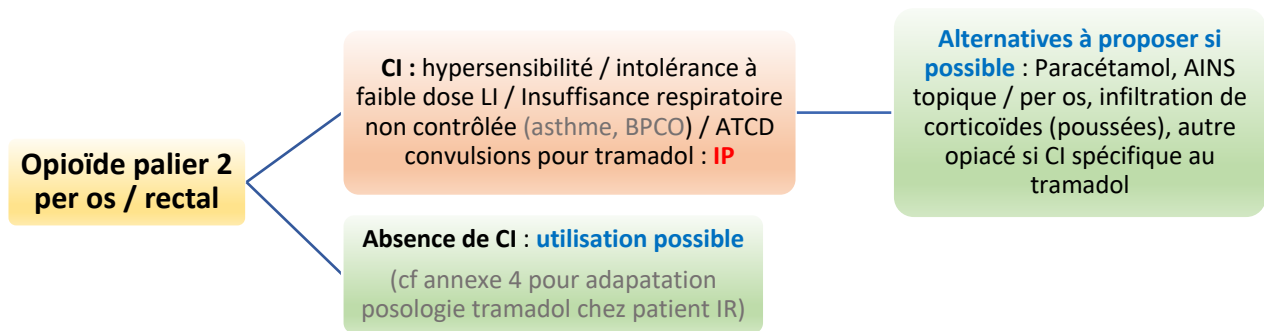 Opioïde palier 2
per os / rectal
CI : hypersensibilité / intolérance à
faible dose LI / Insuffisance respiratoire
non contrôlée (asthme, BPCO) / ATCD
convulsions pour tramadol : IP
Alternatives à proposer si
possible : Paracétamol, AINS
topique / per os, infiltration de
corticoïdes (poussées), autre
opiacé si CI spécifique au
tramadol
Absence de CI : utilisation possible
(cf annexe 4 pour adapatation
posologie tramadol chez patient IR)